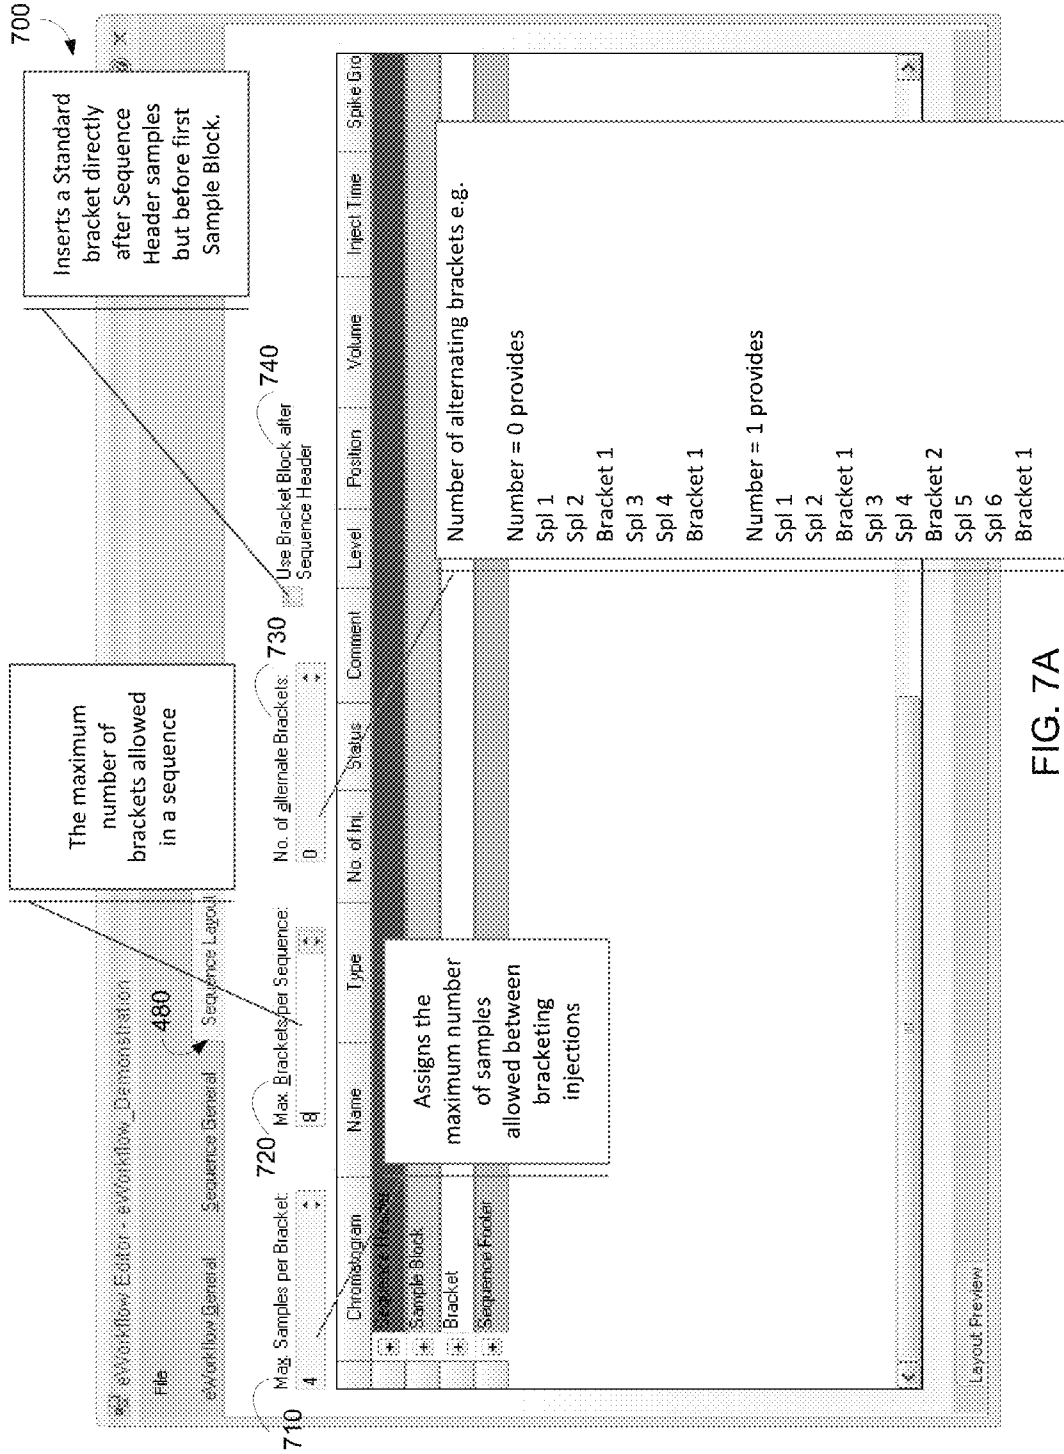 700
Inserts a Standard
bracket directly
after Sequence
Header samples
but before first
Sample Block.
The maximum
number of
brackets allowed
in a sequence
eWorkflow Editor - eWorkflow_Demonstration
File
480
eWorkflow General Sequence General Sequence Layout
710
Max. Samples per Bracket:
4
720
Max. Brackets per Sequence:
8
730
No. of alternate Brackets:
0
740
Use Bracket Block after
Sequence Header
Chromatogram Name Type No. of Inj. Status Comment Level Position Volume Inject Time Spike Gro
Sequence Header
Sample Block
Bracket
Sequence Footer
Assigns the
maximum number
of samples
allowed between
bracketing
injections
Number of alternating brackets e.g.
Number = 0 provides
Spl 1
Spl 2
Bracket 1
Spl 3
Spl 4
Bracket 1
Number = 1 provides
Spl 1
Spl 2
Bracket 1
Spl 3
Spl 4
Bracket 2
Spl 5
Spl 6
Bracket 1
Layout Preview
FIG. 7A